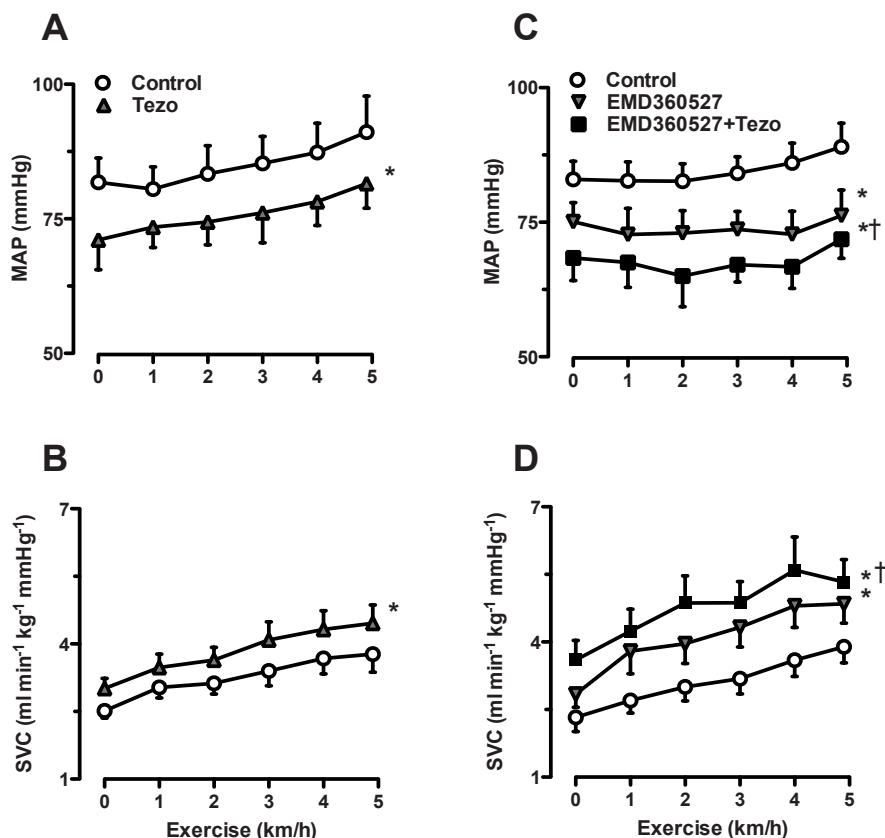 A
Control
Tezo
100
75
50
MAP (mmHg)
*
0 1 2 3 4 5
C
Control
EMD360527
EMD360527+Tezo
100
75
50
MAP (mmHg)
*
*†
0 1 2 3 4 5
B
7
4
1
SVC (ml min⁻¹ kg⁻¹ mmHg⁻¹)
*
0 1 2 3 4 5
Exercise (km/h)
D
7
4
1
SVC (ml min⁻¹ kg⁻¹ mmHg⁻¹)
*†
*
0 1 2 3 4 5
Exercise (km/h)